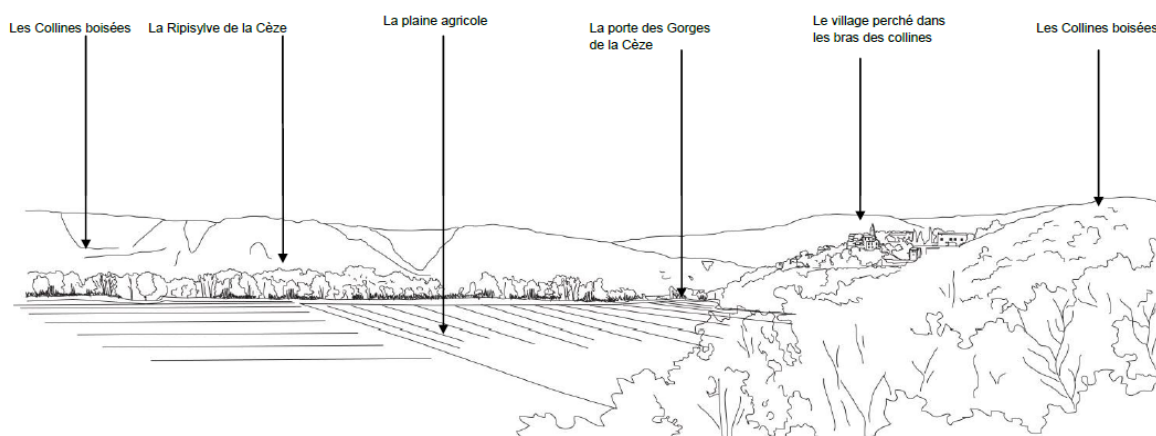 Les Collines boisées
La Ripisylve de la Cèze
La plaine agricole
La porte des Gorges
de la Cèze
Le village perché dans
les bras des collines
Les Collines boisées